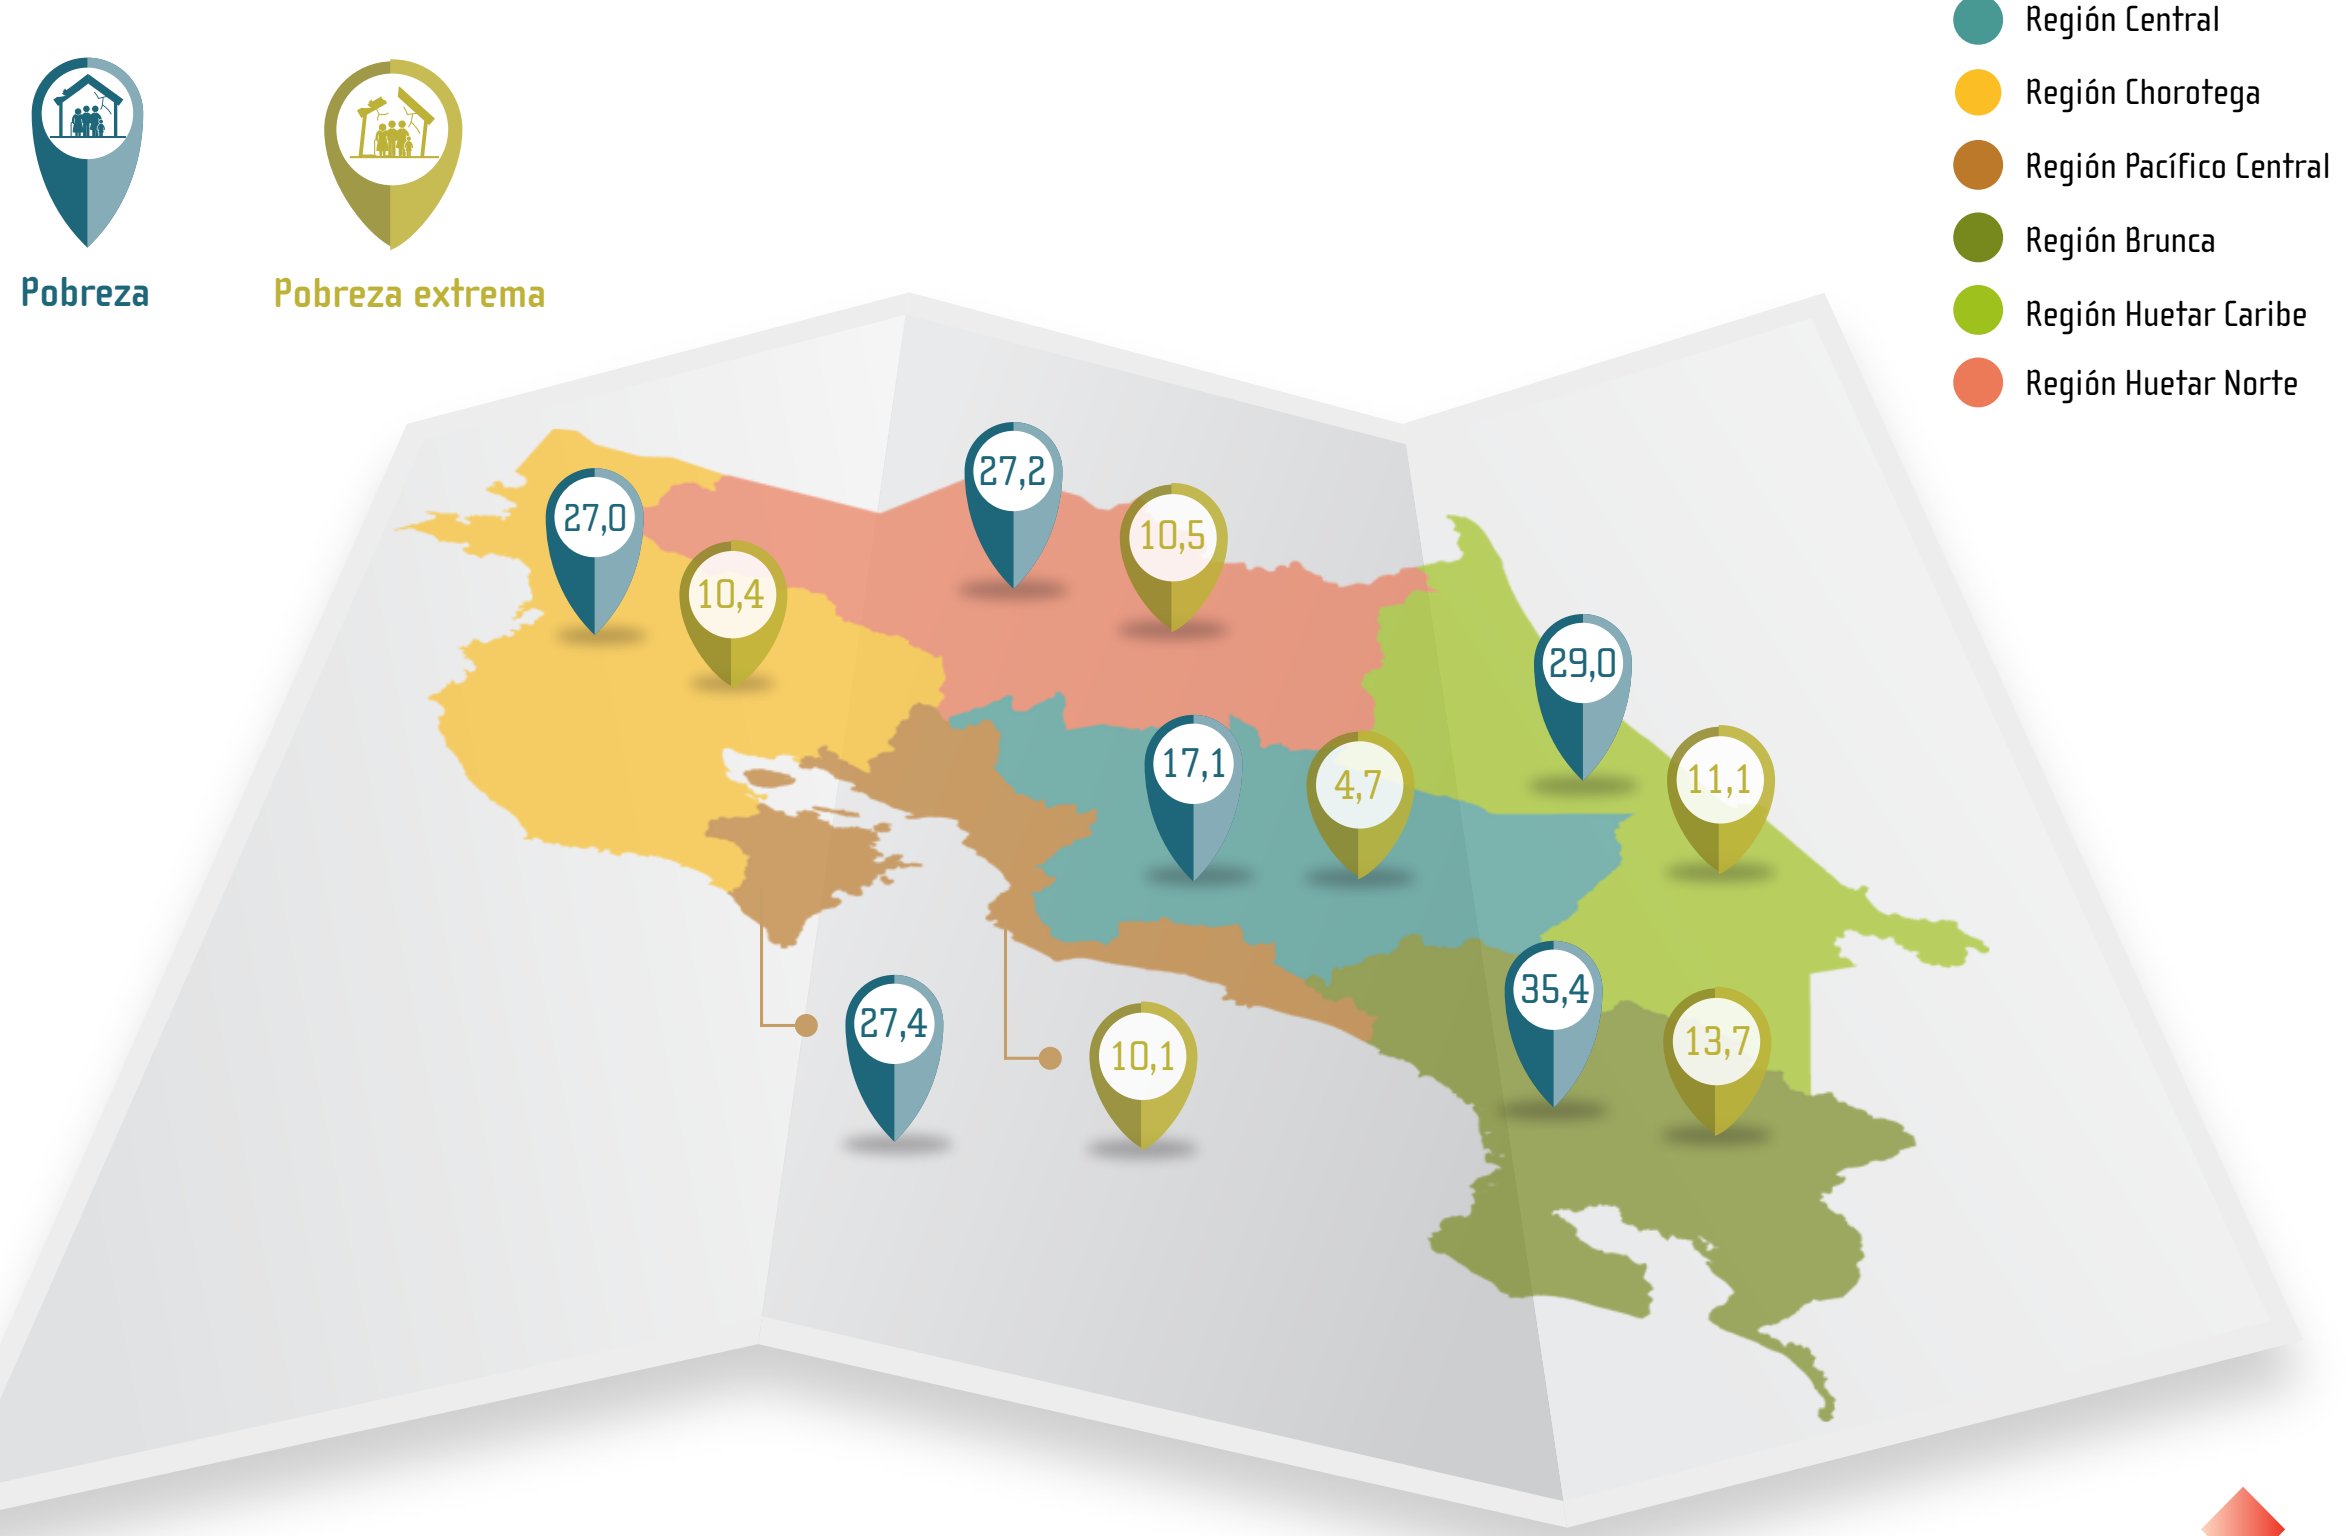 Pobreza
Pobreza extrema
Región Central
Región Chorotega
Región Pacífico Central
Región Brunca
Región Huetar Caribe
Región Huetar Norte
27,0
10,4
27,2
10,5
29,0
11,1
17,1
4,7
35,4
13,7
27,4
10,1